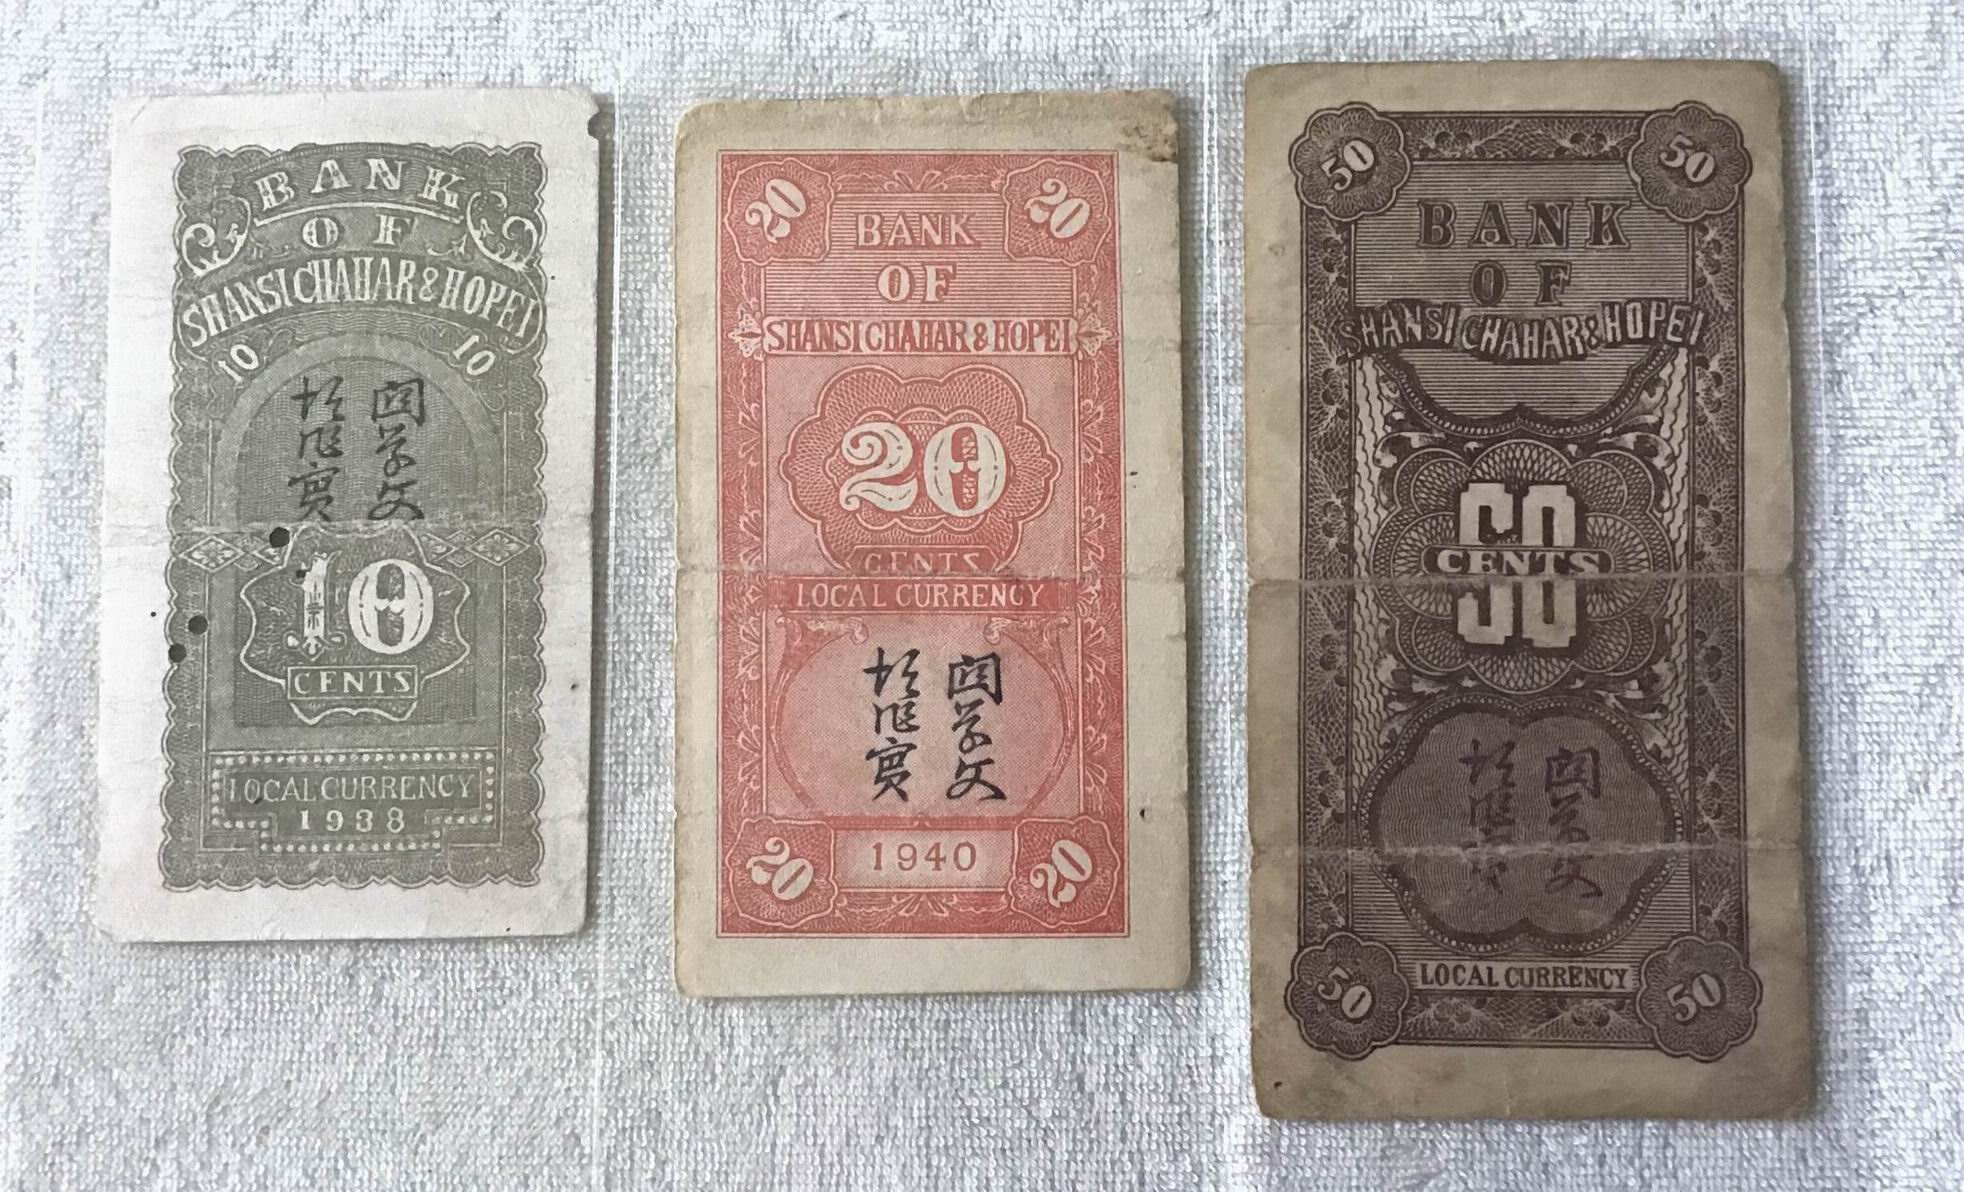 BANK
OF
SHANSI CHAHAR & HOPEI
10 10
10
CENTS
LOCAL CURRENCY
1938
20 20
BANK
OF
SHANSI CHAHAR & HOPEI
20
CENTS
LOCAL CURRENCY
1940
20 20
50 50
BANK
OF
SHANSI CHAHAR & HOPEI
50
CENTS
LOCAL CURRENCY
50 50